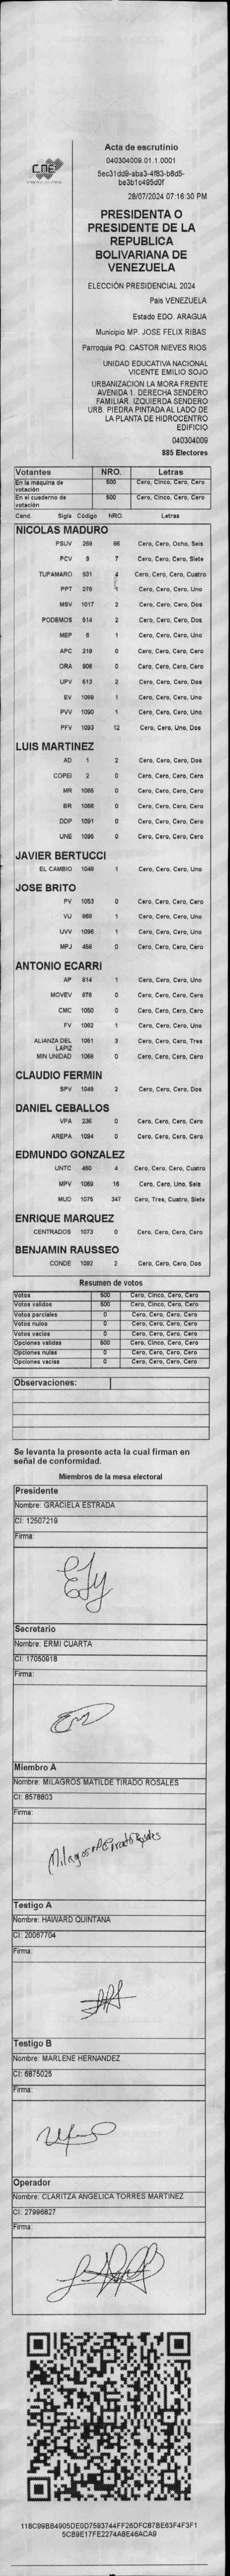 CNE
Acta de escrutinio
040304009.01.1.0001
5ec31dd9-aba3-4f83-b8d5-
be3b1c495d0f
28/07/2024 07:16:30 PM
PRESIDENTA O
PRESIDENTE DE LA
REPUBLICA
BOLIVARIANA DE
VENEZUELA
ELECCIÓN PRESIDENCIAL 2024
Pais VENEZUELA
Estado EDO. ARAGUA
Municipio MP. JOSE FELIX RIBAS
Parroquia PQ. CASTOR NIEVES RIOS
UNIDAD EDUCATIVA NACIONAL
VICENTE EMILIO SOJO
URBANIZACION LA MORA FRENTE
AVENIDA 1. DERECHA SENDERO
FAMILIAR. IZQUIERDA SENDERO
URB. PIEDRA PINTADA AL LADO DE
LA PLANTA DE HIDROCENTRO
EDIFICIO
040304009
885 Electores
Votantes NRO. Letras
En la máquina de votación 500 Cero, Cinco, Cero, Cero
En el cuaderno de votación 500 Cero, Cinco, Cero, Cero
Cand. Sigla Código NRO. Letras
NICOLAS MADURO
PSUV 269 86 Cero, Cero, Ocho, Seis
PCV 9 7 Cero, Cero, Cero, Siete
TUPAMARO 931 4 Cero, Cero, Cero, Cuatro
PPT 276 1 Cero, Cero, Cero, Uno
MSV 1017 2 Cero, Cero, Cero, Dos
PODEMOS 514 2 Cero, Cero, Cero, Dos
MEP 6 1 Cero, Cero, Cero, Uno
APC 219 0 Cero, Cero, Cero, Cero
ORA 906 0 Cero, Cero, Cero, Cero
UPV 613 2 Cero, Cero, Cero, Dos
EV 1089 1 Cero, Cero, Cero, Uno
PVV 1090 1 Cero, Cero, Cero, Uno
PFV 1093 12 Cero, Cero, Uno, Dos
LUIS MARTINEZ
AD 1 2 Cero, Cero, Cero, Dos
COPEI 2 0 Cero, Cero, Cero, Cero
MR 1065 0 Cero, Cero, Cero, Cero
BR 1066 0 Cero, Cero, Cero, Cero
DDP 1091 0 Cero, Cero, Cero, Cero
UNE 1095 0 Cero, Cero, Cero, Cero
JAVIER BERTUCCI
EL CAMBIO 1048 1 Cero, Cero, Cero, Uno
JOSE BRITO
PV 1053 0 Cero, Cero, Cero, Cero
VU 868 1 Cero, Cero, Cero, Uno
UVV 1096 1 Cero, Cero, Cero, Uno
MPJ 458 0 Cero, Cero, Cero, Cero
ANTONIO ECARRI
AP 814 1 Cero, Cero, Cero, Uno
MOVEV 878 0 Cero, Cero, Cero, Cero
CMC 1050 0 Cero, Cero, Cero, Cero
FV 1062 1 Cero, Cero, Cero, Uno
ALIANZA DEL LAPIZ 1051 3 Cero, Cero, Cero, Tres
MIN UNIDAD 1068 0 Cero, Cero, Cero, Cero
CLAUDIO FERMIN
SPV 1049 2 Cero, Cero, Cero, Dos
DANIEL CEBALLOS
VPA 236 0 Cero, Cero, Cero, Cero
AREPA 1094 0 Cero, Cero, Cero, Cero
EDMUNDO GONZALEZ
UNTC 460 4 Cero, Cero, Cero, Cuatro
MPV 1069 16 Cero, Cero, Uno, Seis
MUD 1075 347 Cero, Tres, Cuatro, Siete
ENRIQUE MARQUEZ
CENTRADOS 1073 0 Cero, Cero, Cero, Cero
BENJAMIN RAUSSEO
CONDE 1092 2 Cero, Cero, Cero, Dos
Resumen de votos
Votos 500 Cero, Cinco, Cero, Cero
Votos validos 500 Cero, Cinco, Cero, Cero
Votos parciales 0 Cero, Cero, Cero, Cero
Votos nulos 0 Cero, Cero, Cero, Cero
Votos vacios 0 Cero, Cero, Cero, Cero
Opciones validas 500 Cero, Cinco, Cero, Cero
Opciones nulas 0 Cero, Cero, Cero, Cero
Opciones vacias 0 Cero, Cero, Cero, Cero
Observaciones:
Se levanta la presente acta la cual firman en
señal de conformidad.
Miembros de la mesa electoral
Presidente
Nombre: GRACIELA ESTRADA
CI: 12507219
Firma:
Secretario
Nombre: ERMI CUARTA
CI: 17050918
Firma:
Miembro A
Nombre: MILAGROS MATILDE TIRADO ROSALES
CI: 8578803
Firma:
Testigo A
Nombre: HAWARD QUINTANA
CI: 20067704
Firma:
Testigo B
Nombre: MARLENE HERNANDEZ
CI: 6875025
Firma:
Operador
Nombre: CLARITZA ANGELICA TORRES MARTINEZ
CI: 27996827
Firma:
118C99BB4905DE0D7593744FF26DFC87BE63F4F3F1
5CB9E17FE2274A8E46ACA9